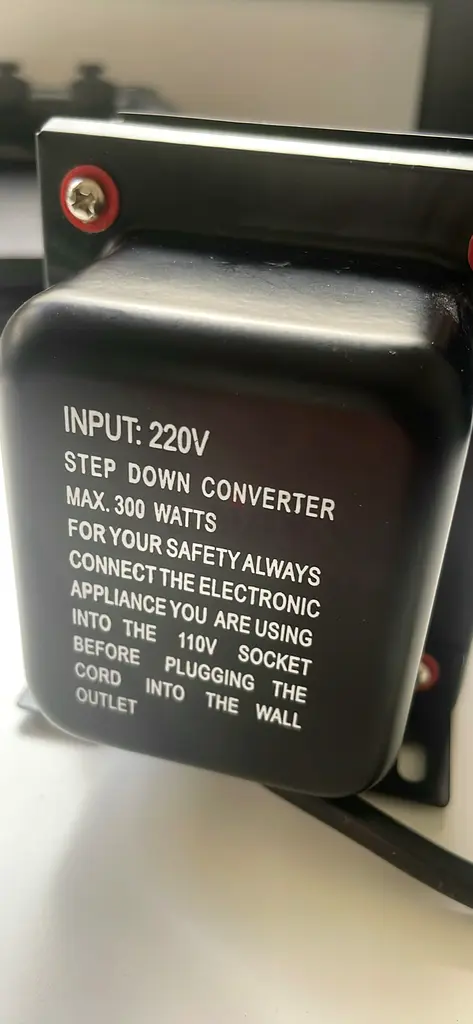 INPUT: 220V
STEP DOWN CONVERTER
MAX. 300 WATTS
FOR YOUR SAFETY ALWAYS
CONNECT THE ELECTRONIC
APPLIANCE YOU ARE USING
INTO THE 110V SOCKET
BEFORE PLUGGING THE
CORD INTO THE WALL
OUTLET